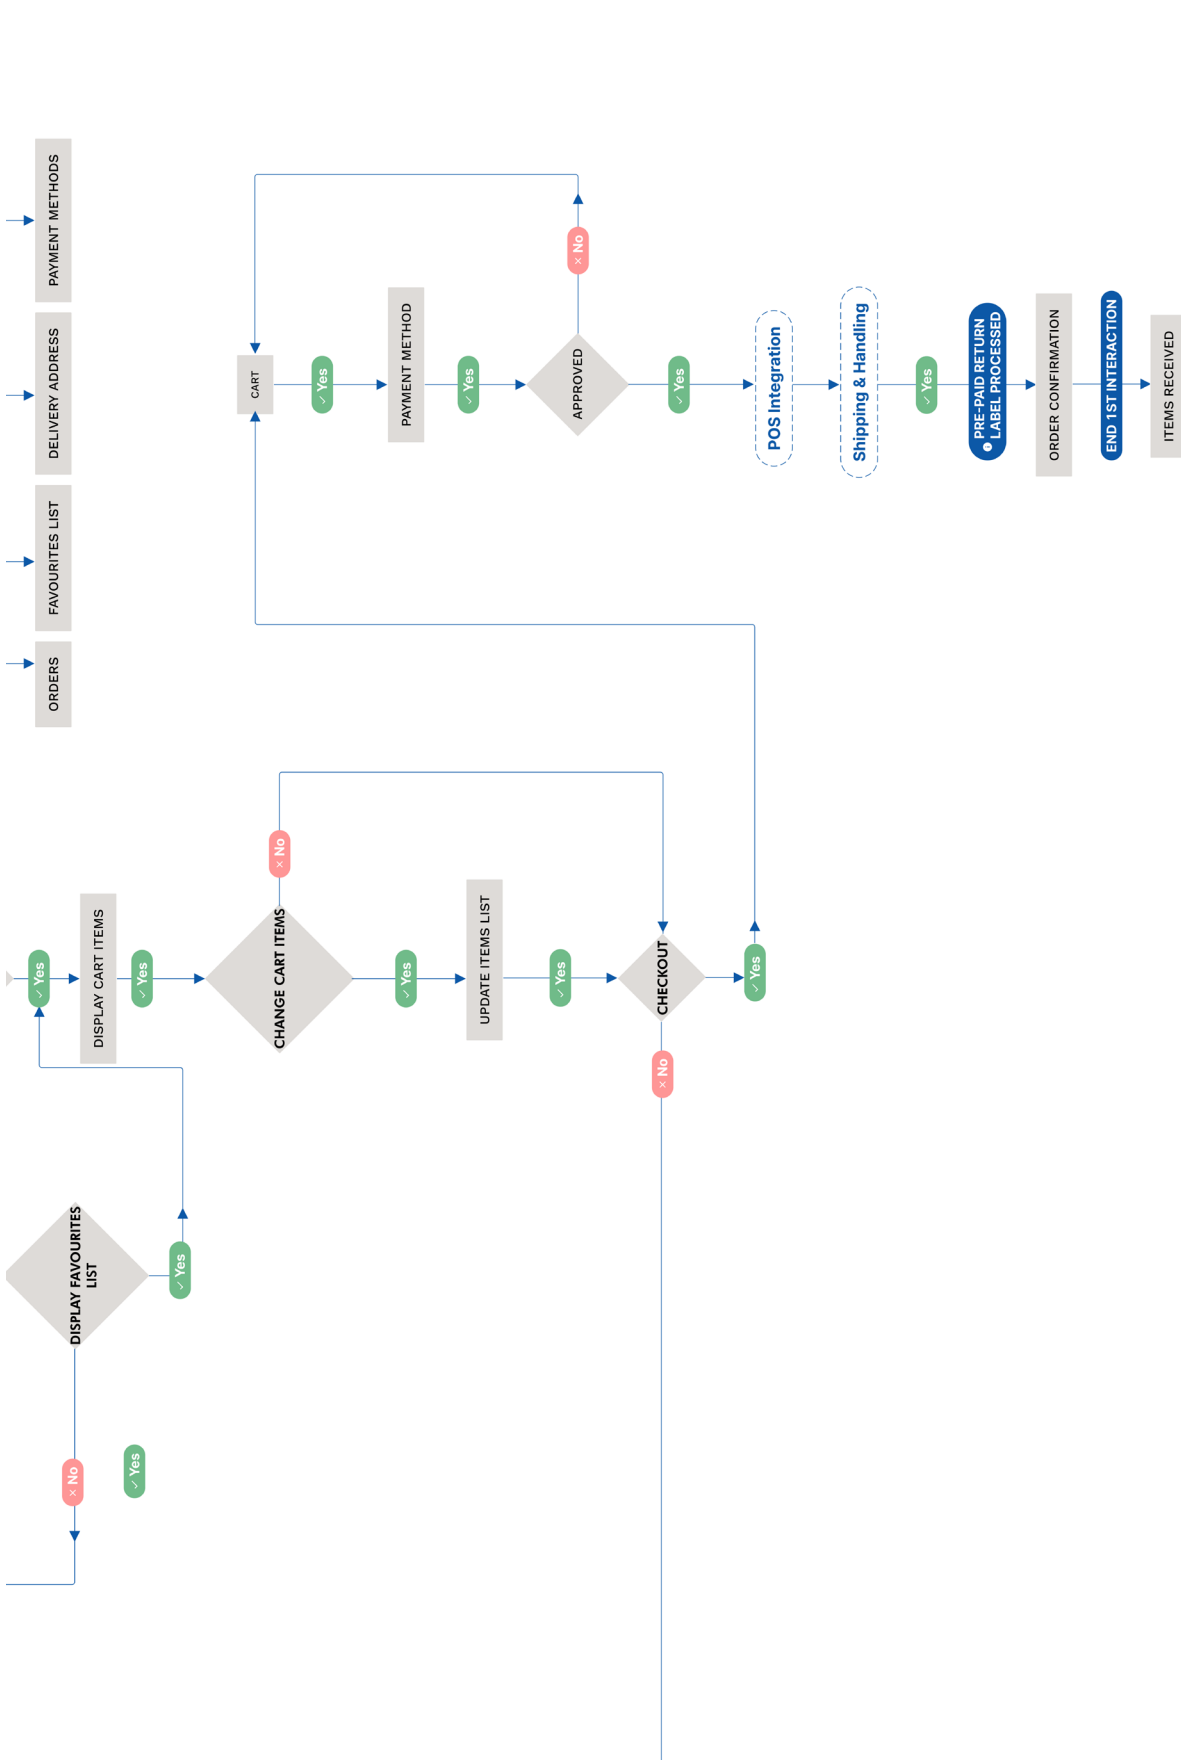 ✓ Yes
ORDERS
FAVOURITES LIST
DELIVERY ADDRESS
PAYMENT METHODS
× No
DISPLAY FAVOURITES
LIST
DISPLAY CART ITEMS
✓ Yes
✓ Yes
✓ Yes
CART
CHANGE CART ITEMS
× No
✓ Yes
✓ Yes
PAYMENT METHOD
✓ Yes
UPDATE ITEMS LIST
✓ Yes
APPROVED
× No
× No
CHECKOUT
✓ Yes
✓ Yes
POS Integration
Shipping & Handling
✓ Yes
PRE-PAID RETURN
LABEL PROCESSED
ORDER CONFIRMATION
END 1ST INTERACTION
ITEMS RECEIVED